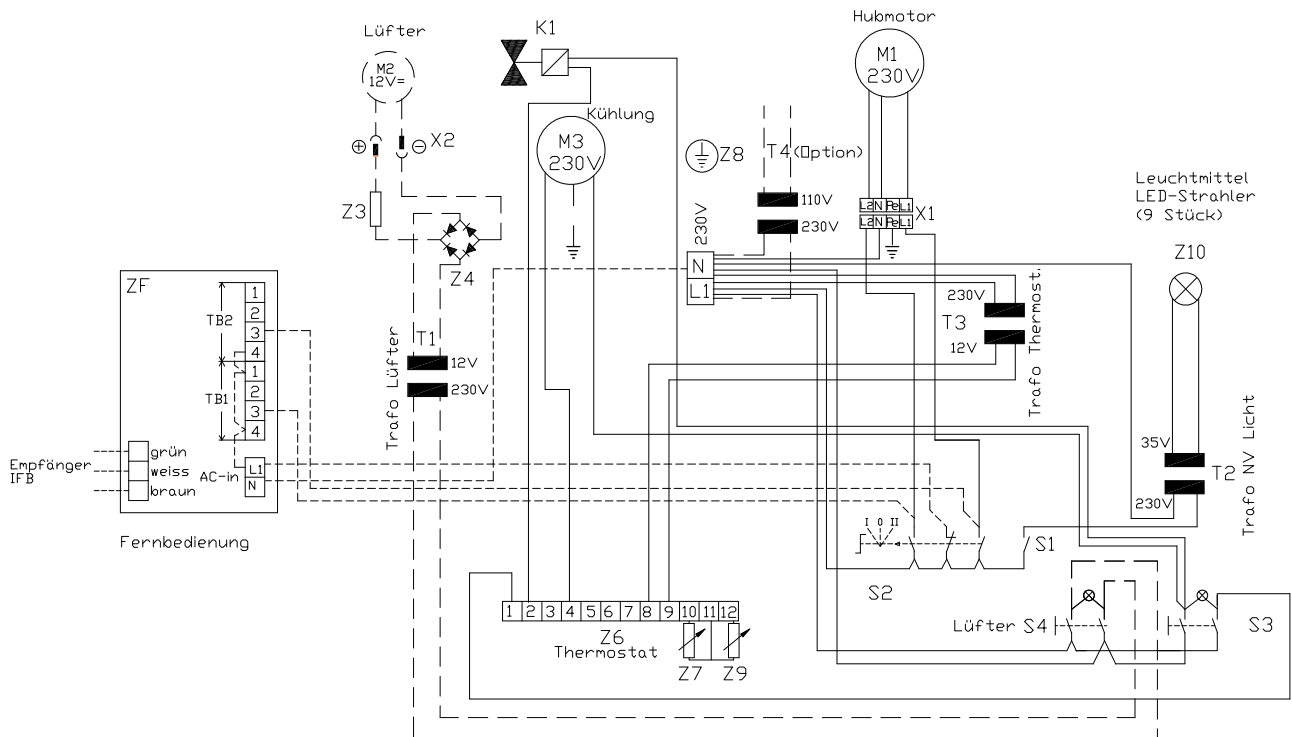 Hubmotor
Lüfter
K1
M2
12V=
M1
230V
Kühlung
M3
230V
X2
Z8
T4(Option)
Leuchtmittel
LED-Strahler
(9 Stück)
110V
230V
L2 N Pe L1
L2 N Pe L1
X1
Z3
Z4
230V
Z10
N
L1
ZF
1
2
3
4
TB2
1
2
3
4
TB1
T1
12V
230V
Trafo Lüfter
230V
T3
12V
Trafo Thermost.
35V
T2
230V
Trafo NV Licht
grün
weiss
braun
Empfänger
IFB
AC-in
L1
N
Fernbedienung
I 0 II
S1
S2
1 2 3 4 5 6 7 8 9 10 11 12
Z6
Thermostat
Z7
Z9
Lüfter S4
S3